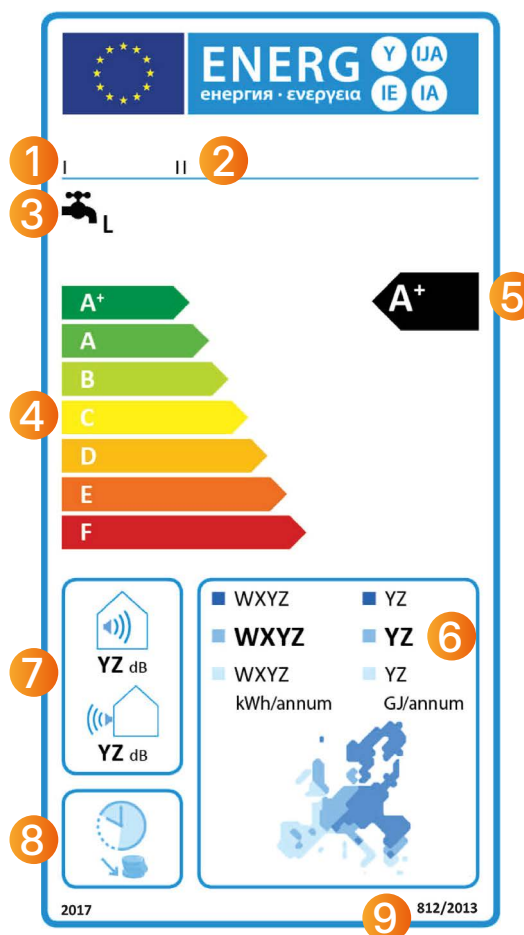 ENERG Y IJA
енергия · ενεργεια IE IA
1 I II 2
3 L
A+ 5
A+
A
B
4 C
D
E
F
WXYZ YZ
WXYZ YZ 6
WXYZ YZ
kWh/annum GJ/annum
7 YZ dB
YZ dB
8
2017 9 812/2013